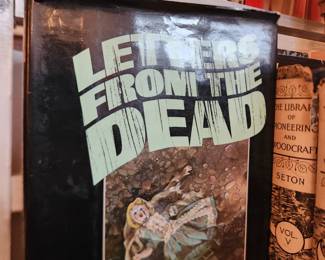 LETTERS
FROM THE
DEAD
THE LIBRARY
OF
PIONEERING
AND
WOODCRAFT
SETON
VOL
V